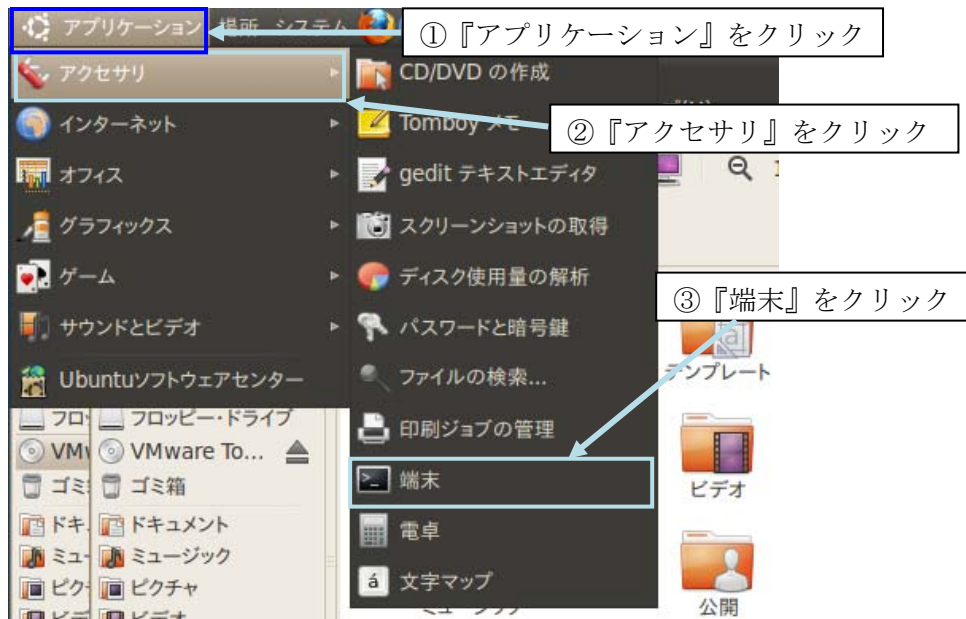 アプリケーション 場所 システム
①『アプリケーション』をクリック
アクセサリ
インターネット
オフィス
グラフィックス
ゲーム
サウンドとビデオ
Ubuntuソフトウェアセンター
CD/DVD の作成
Tomboy メモ
②『アクセサリ』をクリック
gedit テキストエディタ
スクリーンショットの取得
ディスク使用量の解析
③『端末』をクリック
パスワードと暗号鍵
ファイルの検索...
印刷ジョブの管理
端末
電卓
á 文字マップ
フロッピー・ドライブ
VMware To...
ゴミ箱
ドキュメント
ミュージック
ピクチャ
ビデオ
テンプレート
ビデオ
公開